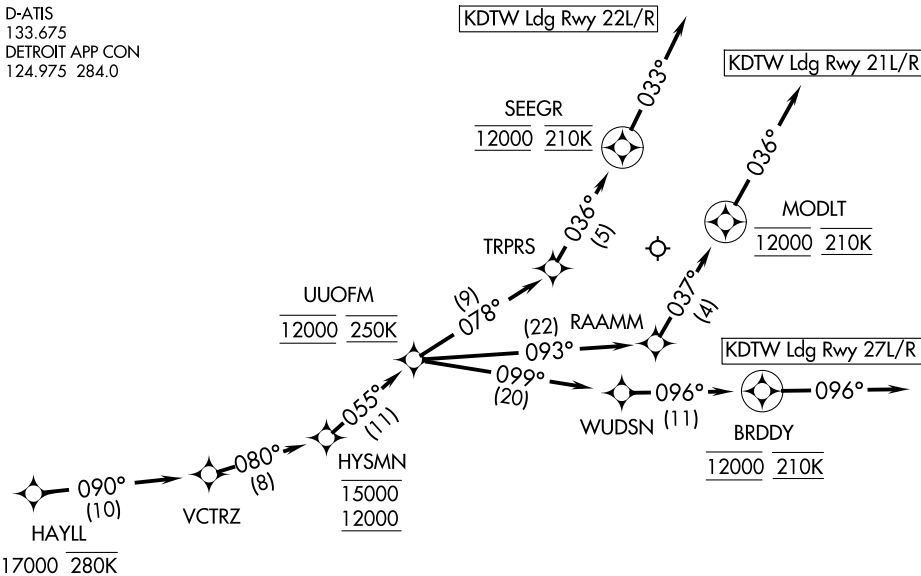 D-ATIS
133.675
DETROIT APP CON
124.975 284.0
KDTW Ldg Rwy 22L/R
KDTW Ldg Rwy 21L/R
033°
SEEGR
12000 210K
036°
036°
(5)
MODLT
12000 210K
TRPRS
037°
(4)
UUOFM
12000 250K
(9)
078°
(22)
093°
RAAMM
KDTW Ldg Rwy 27L/R
099°
(20)
096°
(11)
096°
WUDSN
BRDDY
12000 210K
055°
(11)
HYSMN
15000
12000
080°
(8)
090°
(10)
VCTRZ
HAYLL
17000 280K